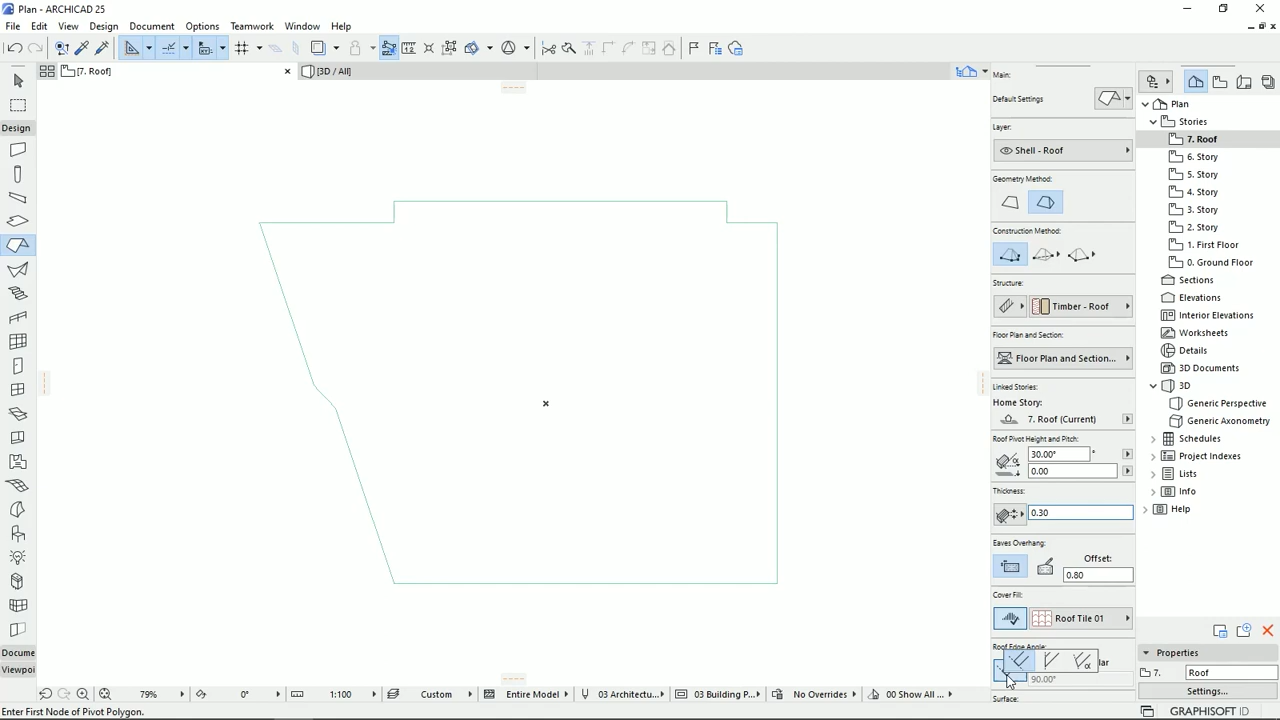 Plan - ARCHICAD 25
File Edit View Design Document Options Teamwork Window Help
[7. Roof]
[3D / All]
Design
Docume
Viewpoi
Main:
Default Settings
Layer:
Shell - Roof
Geometry Method:
Construction Method:
Structure:
Timber - Roof
Floor Plan and Section:
Floor Plan and Section...
Linked Stories:
Home Story:
7. Roof (Current)
Roof Pivot Height and Pitch:
30.00° °
0.00
Thickness:
0.30
Eaves Overhang:
Offset:
0.80
Cover Fill:
Roof Tile 01
Roof Edge Angle:
lar
90.00°
Surface:
Plan
Stories
7. Roof
6. Story
5. Story
4. Story
3. Story
2. Story
1. First Floor
0. Ground Floor
Sections
Elevations
Interior Elevations
Worksheets
Details
3D Documents
3D
Generic Perspective
Generic Axonometry
Schedules
Project Indexes
Lists
Info
Help
Properties
7. Roof
Settings...
79% 0° 1:100 Custom Entire Model 03 Architectu... 03 Building P... No Overrides 00 Show All ...
Enter First Node of Pivot Polygon.
GRAPHISOFT ID